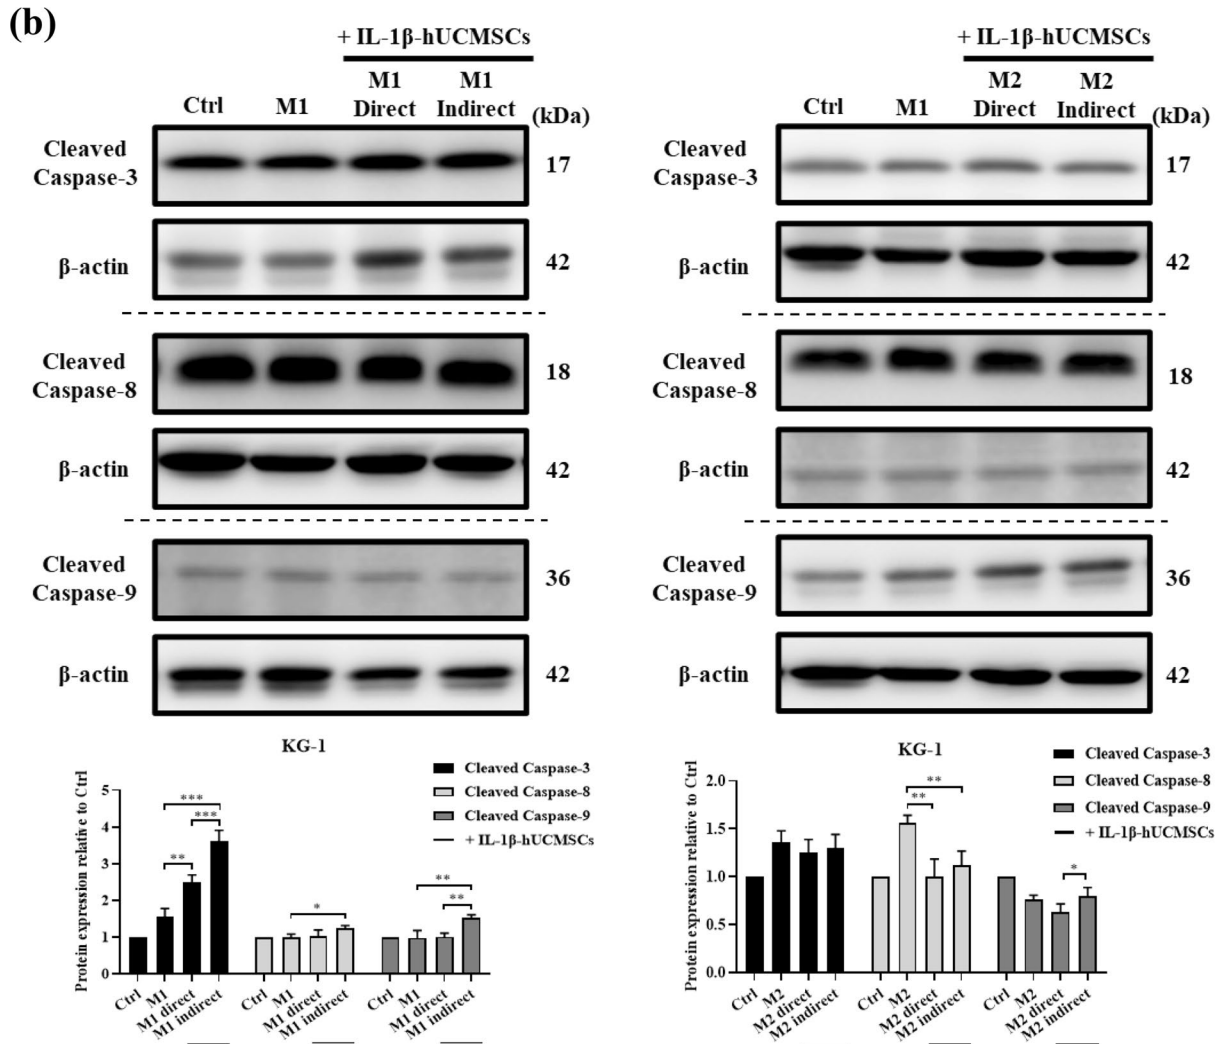 (b)
+ IL-1β-hUCMSCs
Ctrl M1 M1 Direct M1 Indirect (kDa)
Cleaved Caspase-3 17
β-actin 42
Cleaved Caspase-8 18
β-actin 42
Cleaved Caspase-9 36
β-actin 42
+ IL-1β-hUCMSCs
Ctrl M1 M2 Direct M2 Indirect (kDa)
Cleaved Caspase-3 17
β-actin 42
Cleaved Caspase-8 18
β-actin 42
Cleaved Caspase-9 36
β-actin 42
KG-1
Cleaved Caspase-3
Cleaved Caspase-8
Cleaved Caspase-9
+ IL-1β-hUCMSCs
Protein expression relative to Ctrl
5
4
3
2
1
0
*** *** ** * ** **
Ctrl M1 M1 direct M1 indirect Ctrl M1 M1 direct M1 indirect Ctrl M1 M1 direct M1 indirect
KG-1
Cleaved Caspase-3
Cleaved Caspase-8
Cleaved Caspase-9
+ IL-1β-hUCMSCs
Protein expression relative to Ctrl
2.0
1.5
1.0
0.5
0.0
** ** *
Ctrl M2 M2 direct M2 indirect Ctrl M2 M2 direct M2 indirect Ctrl M2 M2 direct M2 indirect